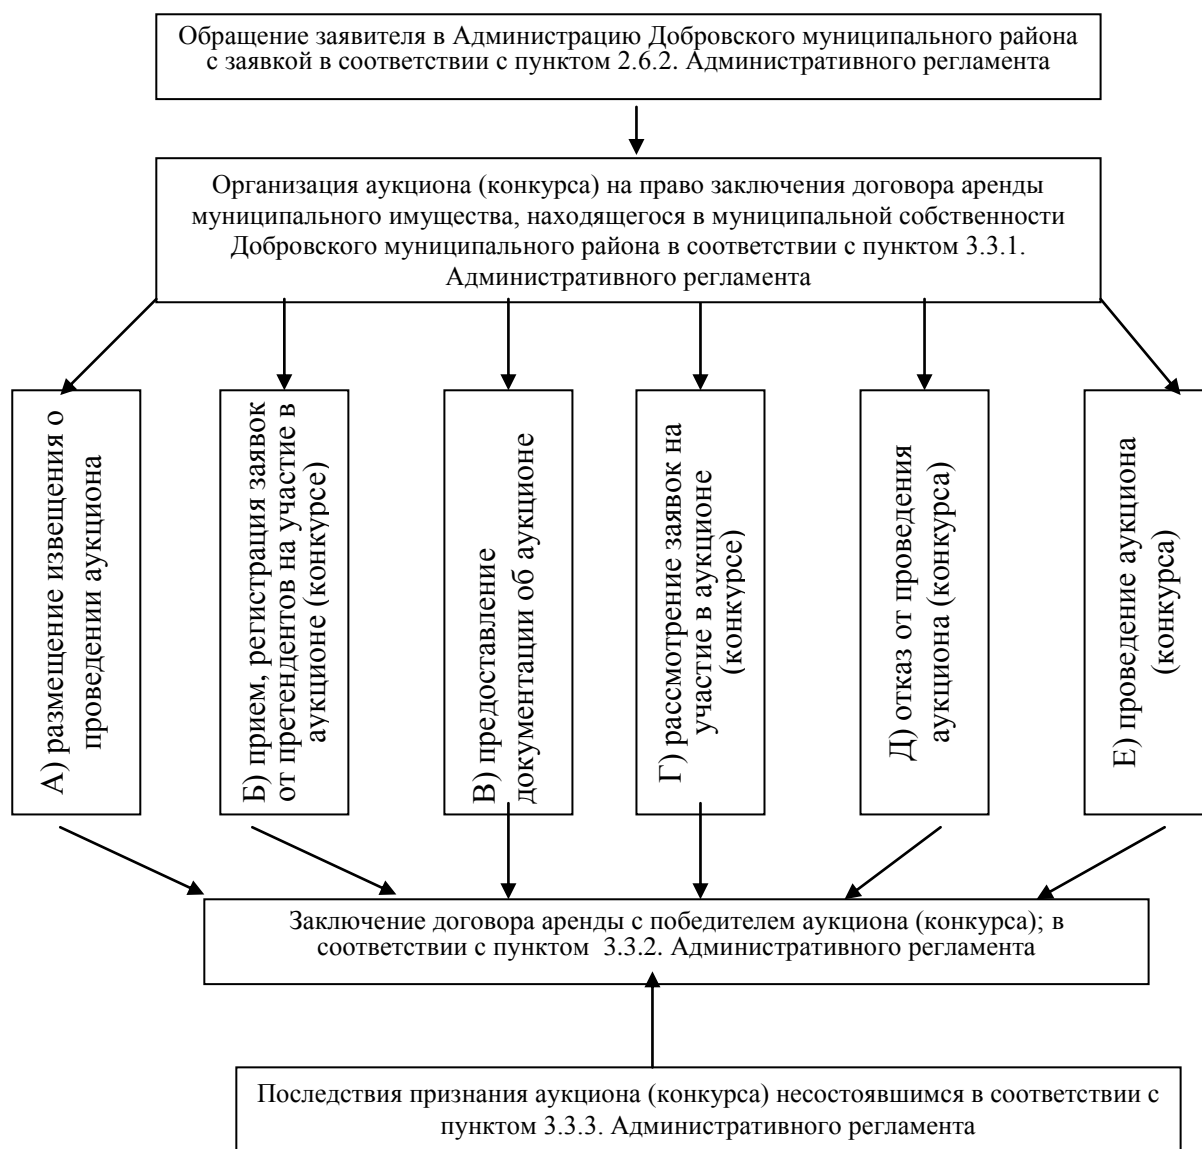 Обращение заявителя в Администрацию Добровского муниципального района
с заявкой в соответствии с пунктом 2.6.2. Административного регламента
Организация аукциона (конкурса) на право заключения договора аренды
муниципального имущества, находящегося в муниципальной собственности
Добровского муниципального района в соответствии с пунктом 3.3.1.
Административного регламента
А) размещение извещения о
проведении аукциона
Б) прием, регистрация заявок
от претендентов на участие в
аукционе (конкурсе)
В) предоставление
документации об аукционе
Г) рассмотрение заявок на
участие в аукционе
(конкурсе)
Д) отказ от проведения
аукциона (конкурса)
Е) проведение аукциона
(конкурса)
Заключение договора аренды с победителем аукциона (конкурса); в
соответствии с пунктом 3.3.2. Административного регламента
Последствия признания аукциона (конкурса) несостоявшимся в соответствии с
пунктом 3.3.3. Административного регламента